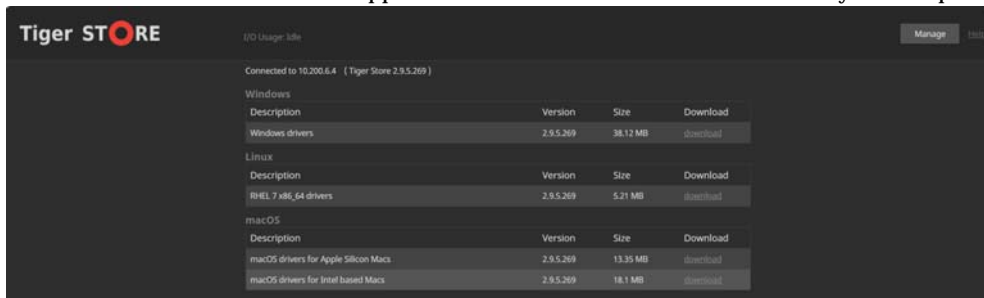 Tiger STORE
I/O Usage: Idle
Manage
Help
Connected to 10.200.6.4 ( Tiger Store 2.9.5.269 )
Windows
Description Version Size Download
Windows drivers 2.9.5.269 38.12 MB download
Linux
Description Version Size Download
RHEL 7 x86_64 drivers 2.9.5.269 5.21 MB download
macOS
Description Version Size Download
macOS drivers for Apple Silicon Macs 2.9.5.269 13.35 MB download
macOS drivers for Intel based Macs 2.9.5.269 18.1 MB download